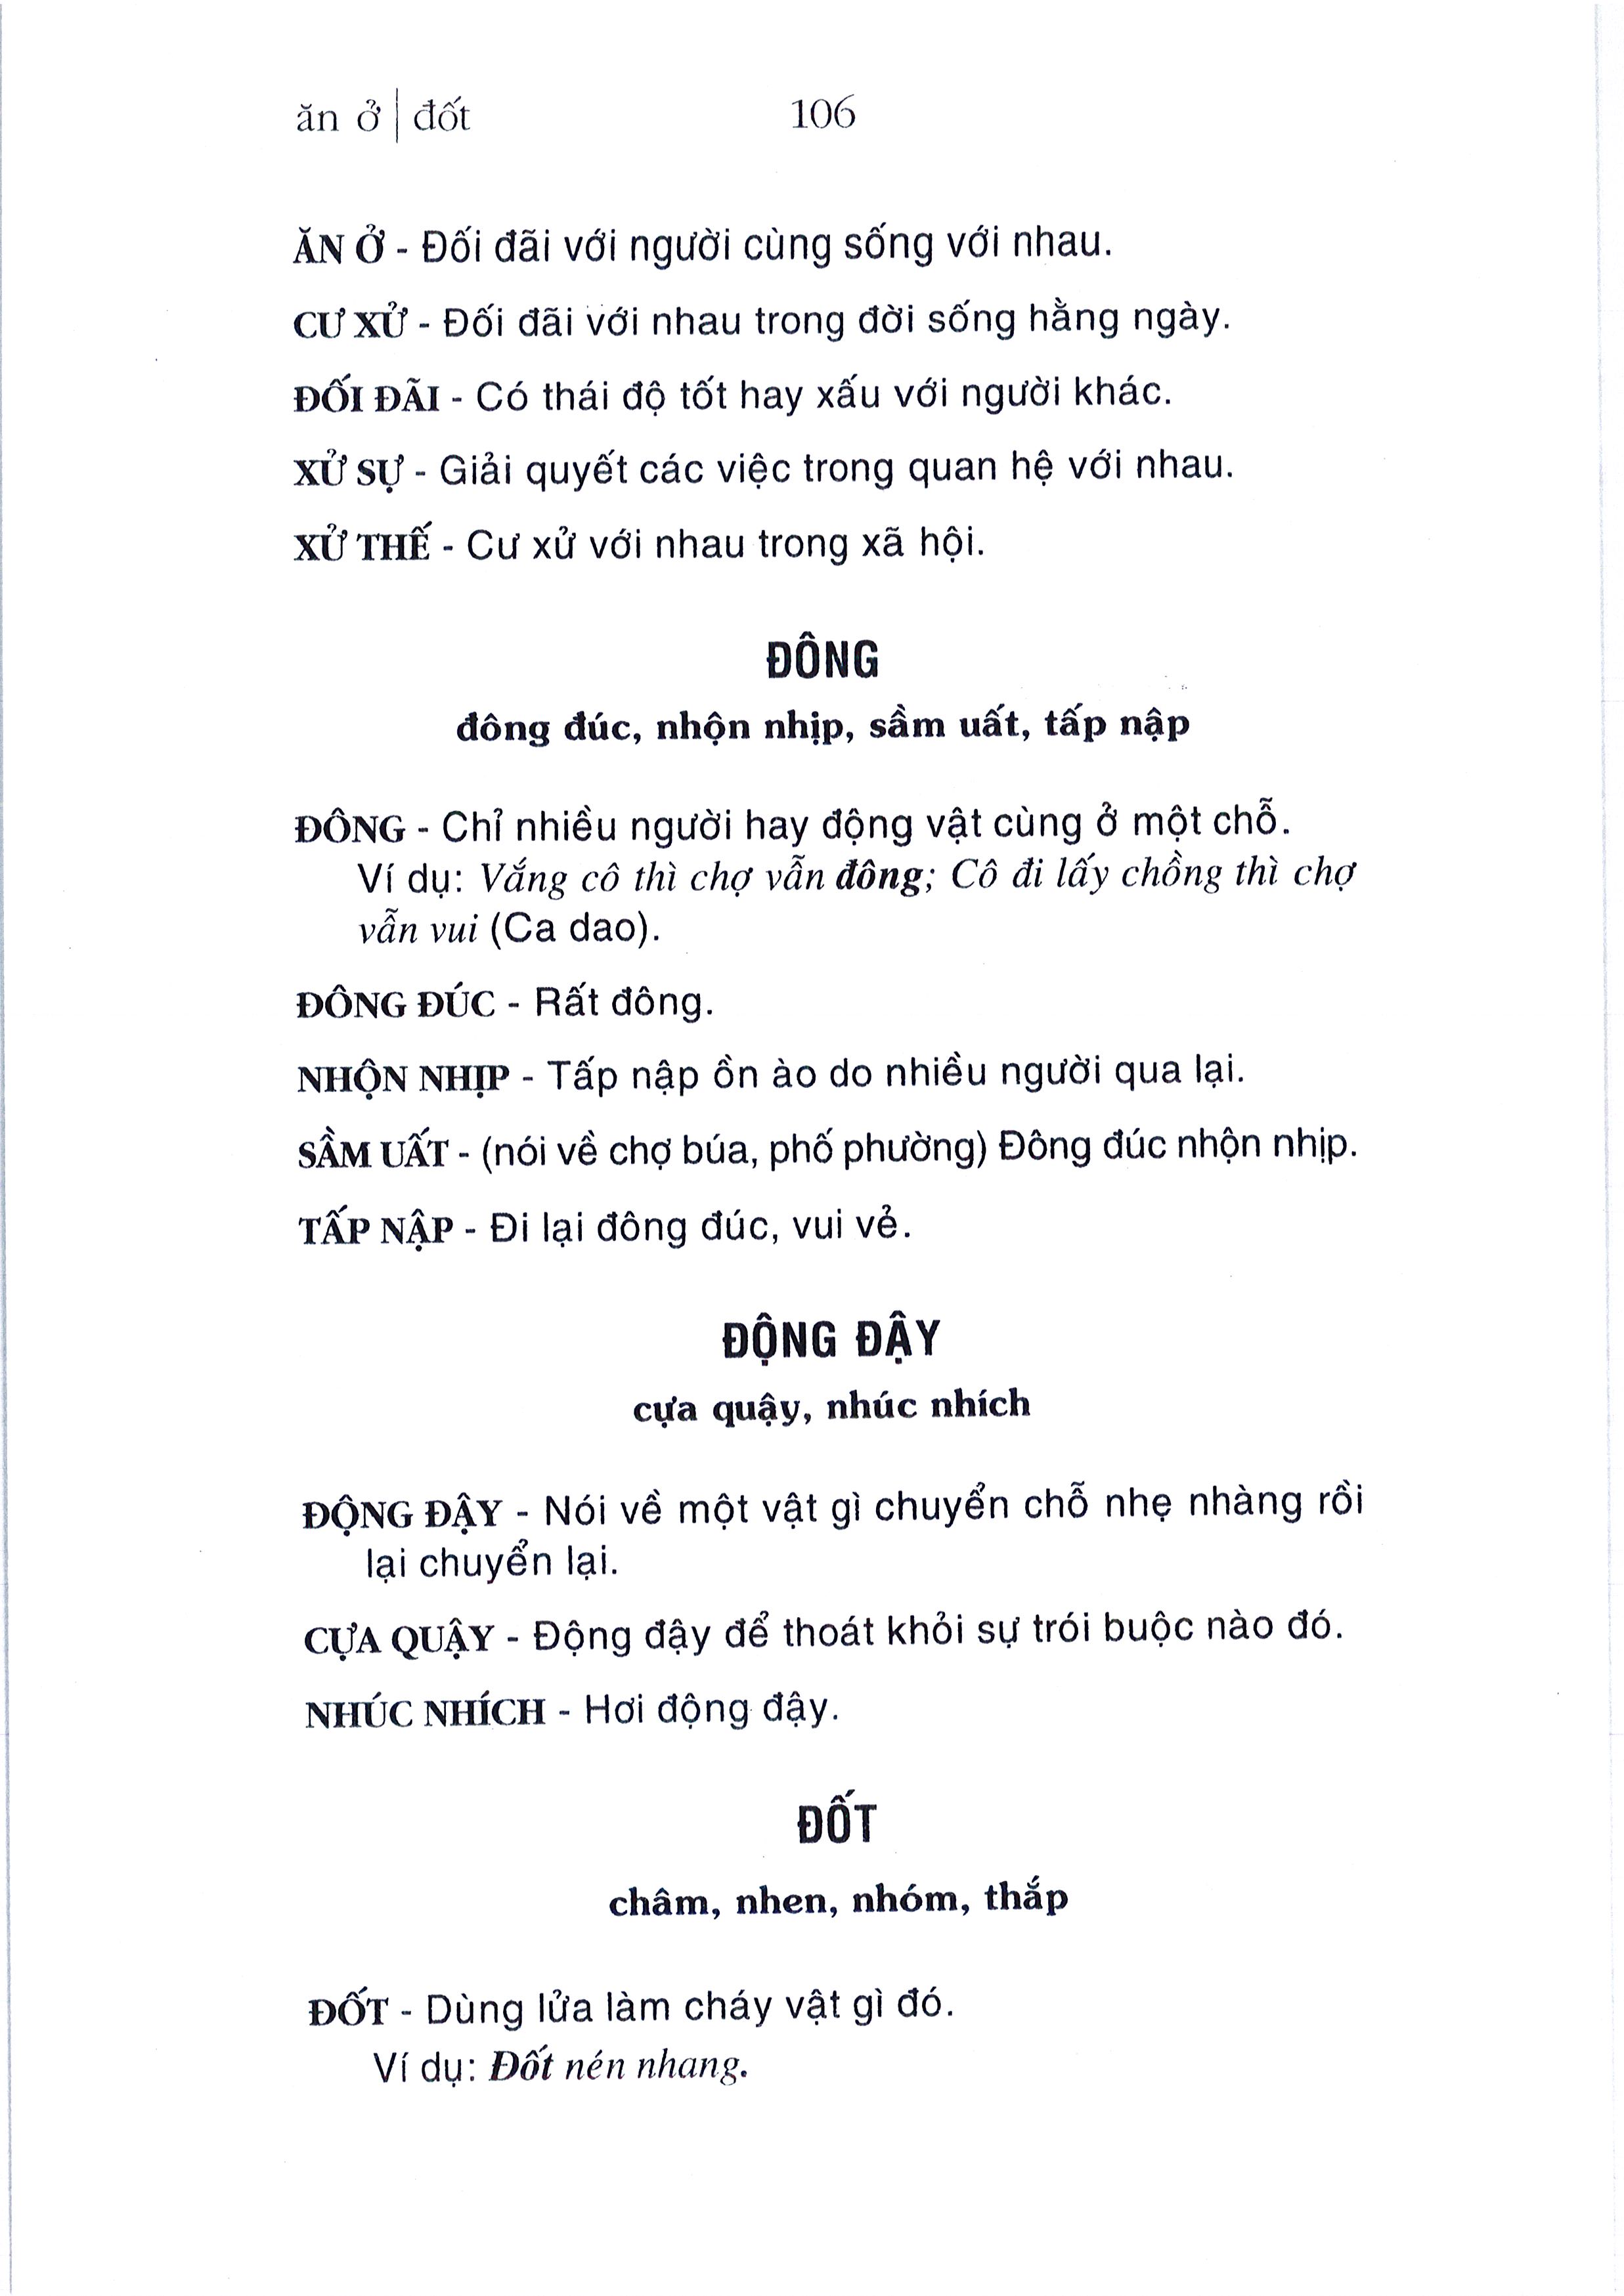 ăn ở | đốt 106
ĂN Ở - Đối đãi với người cùng sống với nhau.
CƯ XỬ - Đối đãi với nhau trong đời sống hằng ngày.
ĐỐI ĐÃI - Có thái độ tốt hay xấu với người khác.
XỬ SỰ - Giải quyết các việc trong quan hệ với nhau.
XỬ THẾ - Cư xử với nhau trong xã hội.
ĐÔNG
đông đúc, nhộn nhịp, sầm uất, tấp nập
ĐÔNG - Chỉ nhiều người hay động vật cùng ở một chỗ.
Ví dụ: Vắng cô thì chợ vẫn đông; Cô đi lấy chồng thì chợ
vẫn vui (Ca dao).
ĐÔNG ĐÚC - Rất đông.
NHỘN NHỊP - Tấp nập ồn ào do nhiều người qua lại.
SẦM UẤT - (nói về chợ búa, phố phường) Đông đúc nhộn nhịp.
TẤP NẬP - Đi lại đông đúc, vui vẻ.
ĐỘNG ĐẬY
cựa quậy, nhúc nhích
ĐỘNG ĐẬY - Nói về một vật gì chuyển chỗ nhẹ nhàng rồi
lại chuyển lại.
CỰA QUẬY - Động đậy để thoát khỏi sự trói buộc nào đó.
NHÚC NHÍCH - Hơi động đậy.
ĐỐT
châm, nhen, nhóm, thắp
ĐỐT - Dùng lửa làm cháy vật gì đó.
Ví dụ: Đốt nén nhang.